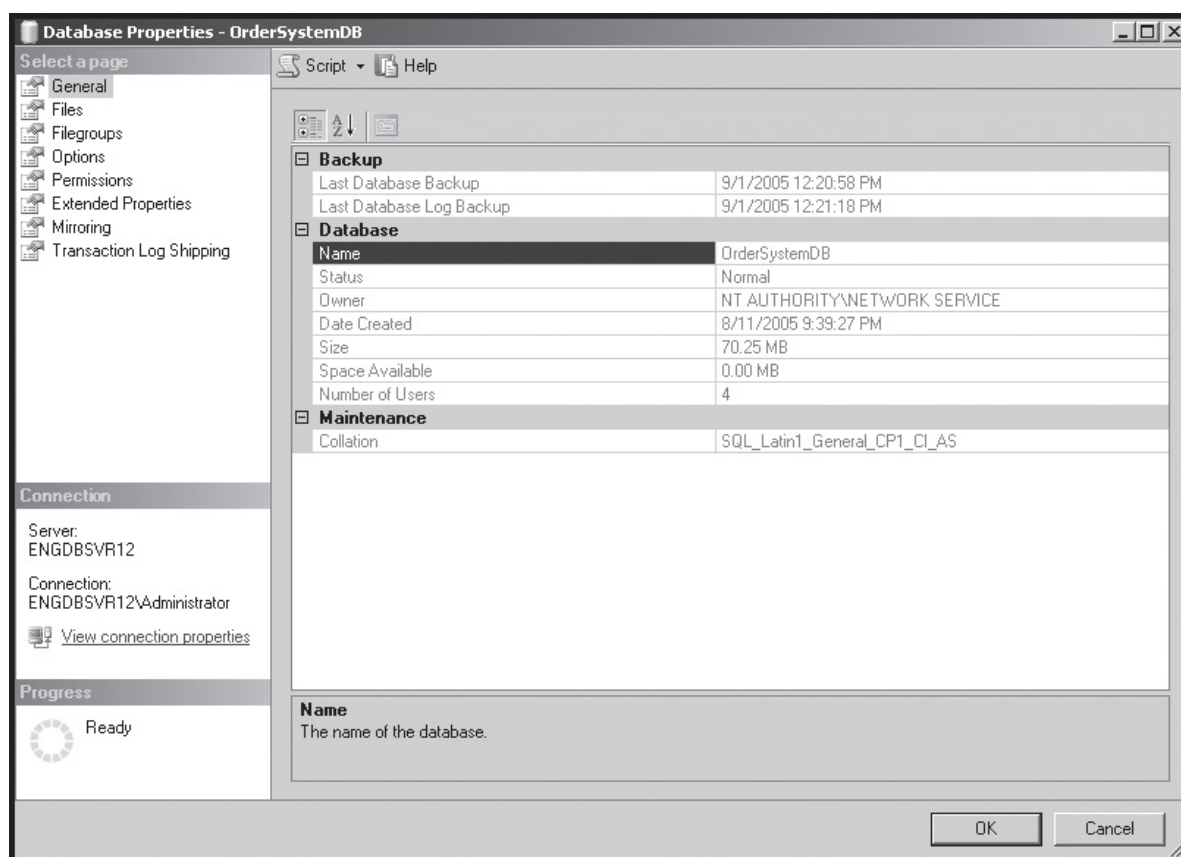 Database Properties - OrderSystemDB
Select a page
General
Files
Filegroups
Options
Permissions
Extended Properties
Mirroring
Transaction Log Shipping
Connection
Server:
ENGDBSVR12
Connection:
ENGDBSVR12\Administrator
View connection properties
Progress
Ready
Script Help
Backup
Last Database Backup 9/1/2005 12:20:58 PM
Last Database Log Backup 9/1/2005 12:21:18 PM
Database
Name OrderSystemDB
Status Normal
Owner NT AUTHORITY\NETWORK SERVICE
Date Created 8/11/2005 9:39:27 PM
Size 70.25 MB
Space Available 0.00 MB
Number of Users 4
Maintenance
Collation SQL_Latin1_General_CP1_CI_AS
Name
The name of the database.
OK Cancel